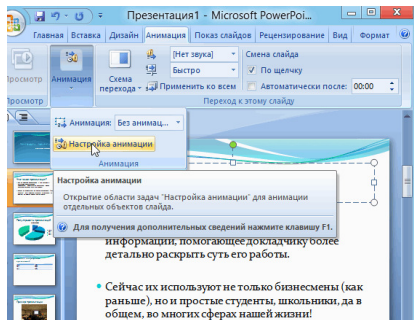 Презентация1 - Microsoft PowerPoi...
Главная Вставка Дизайн Анимация Показ слайдов Рецензирование Вид Формат
Просмотр
Анимация
Схема перехода
[Нет звука]
Быстро
Применить ко всем
Смена слайда
По щелчку
Автоматически после: 00:00
Просмотр
Переход к этому слайду
Анимация: Без анимац...
Настройка анимации
Анимация
Настройка анимации
Открытие области задач "Настройка анимации" для анимации
отдельных объектов слайда.
Для получения дополнительных сведений нажмите клавишу F1.
информации, помогающее докладчику более
детально раскрыть суть его работы.
• Сейчас их используют не только бизнесмены (как
раньше), но и простые студенты, школьники, да в
общем, во многих сферах нашей жизни!